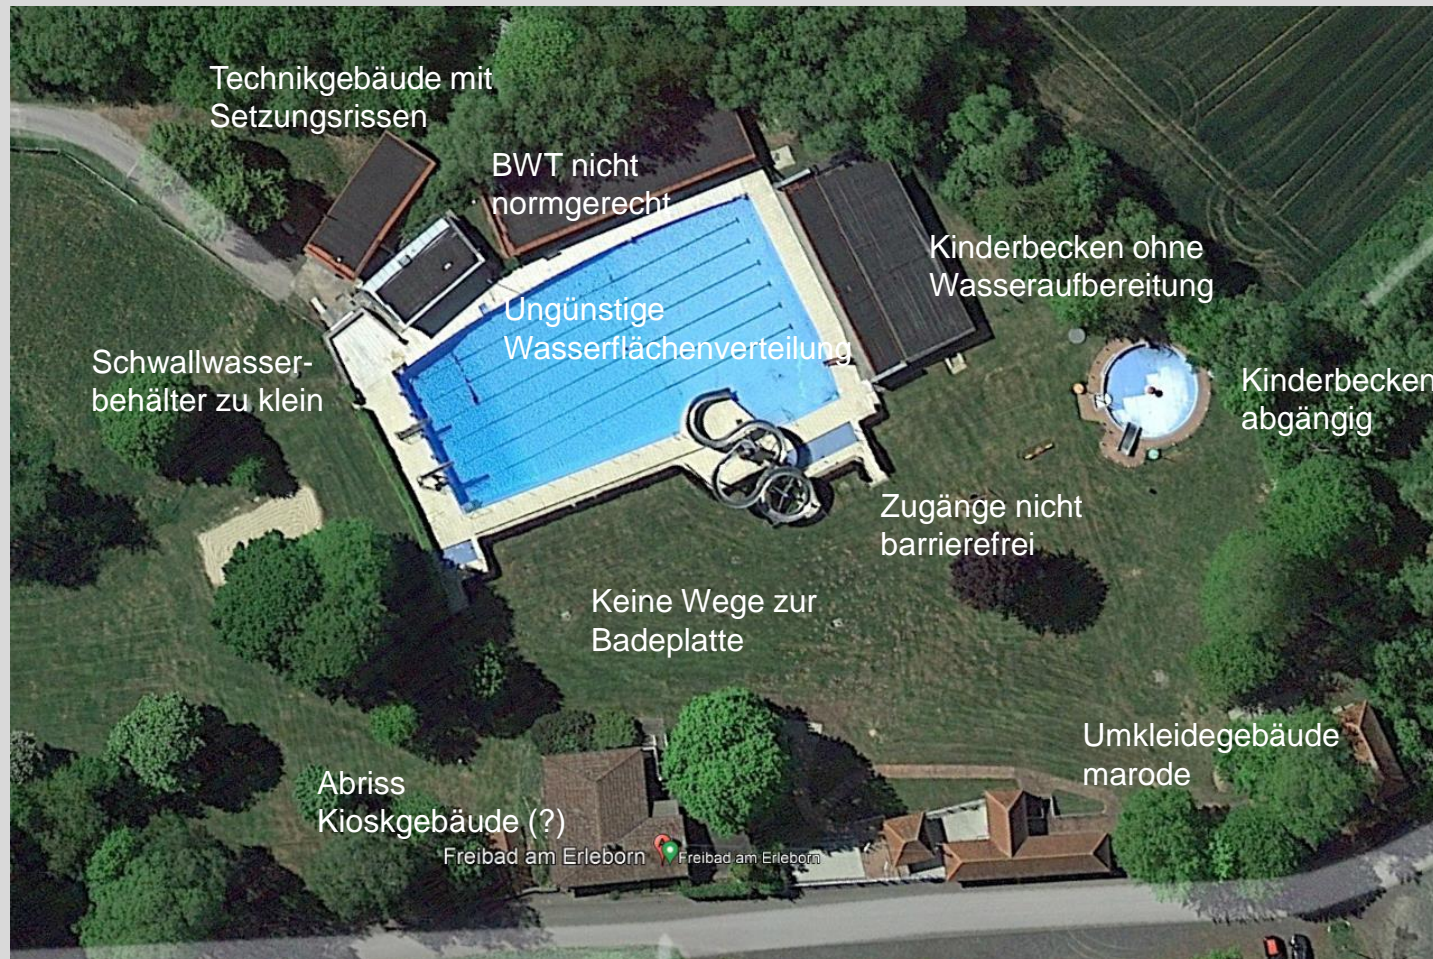 Technikgebäude mit
Setzungsrissen
BWT nicht
normgerecht
Kinderbecken ohne
Wasseraufbereitung
Ungünstige
Wasserflächenverteilung
Schwallwasser-
behälter zu klein
Kinderbecken
abgängig
Zugänge nicht
barrierefrei
Keine Wege zur
Badeplatte
Umkleidegebäude
marode
Abriss
Kioskgebäude (?)
Freibad am Erleborn
Freibad am Erleborn